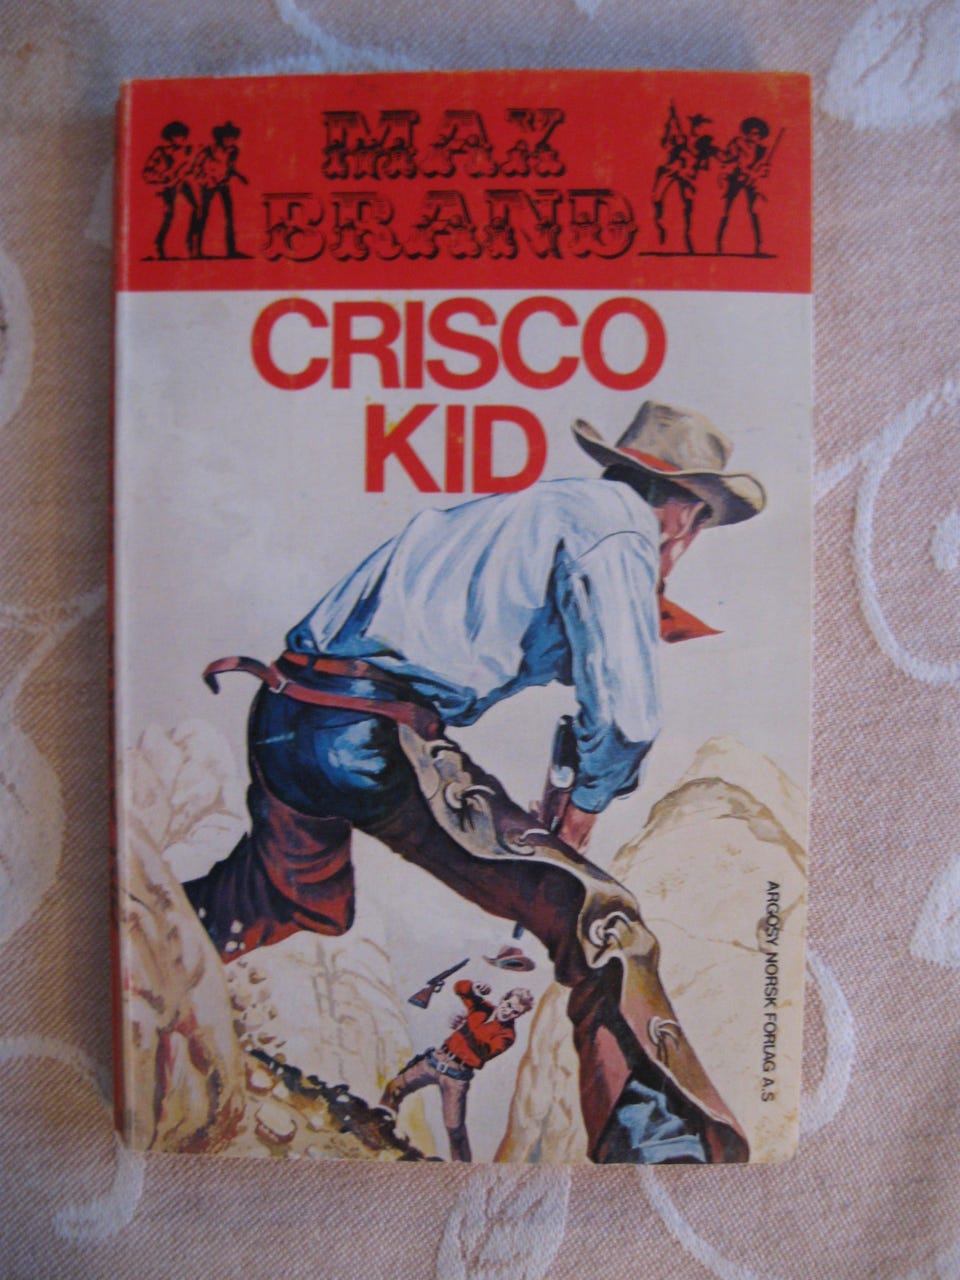 MAX
BRAND
CRISCO
KID
ARGOSY NORSK FORLAG A.S